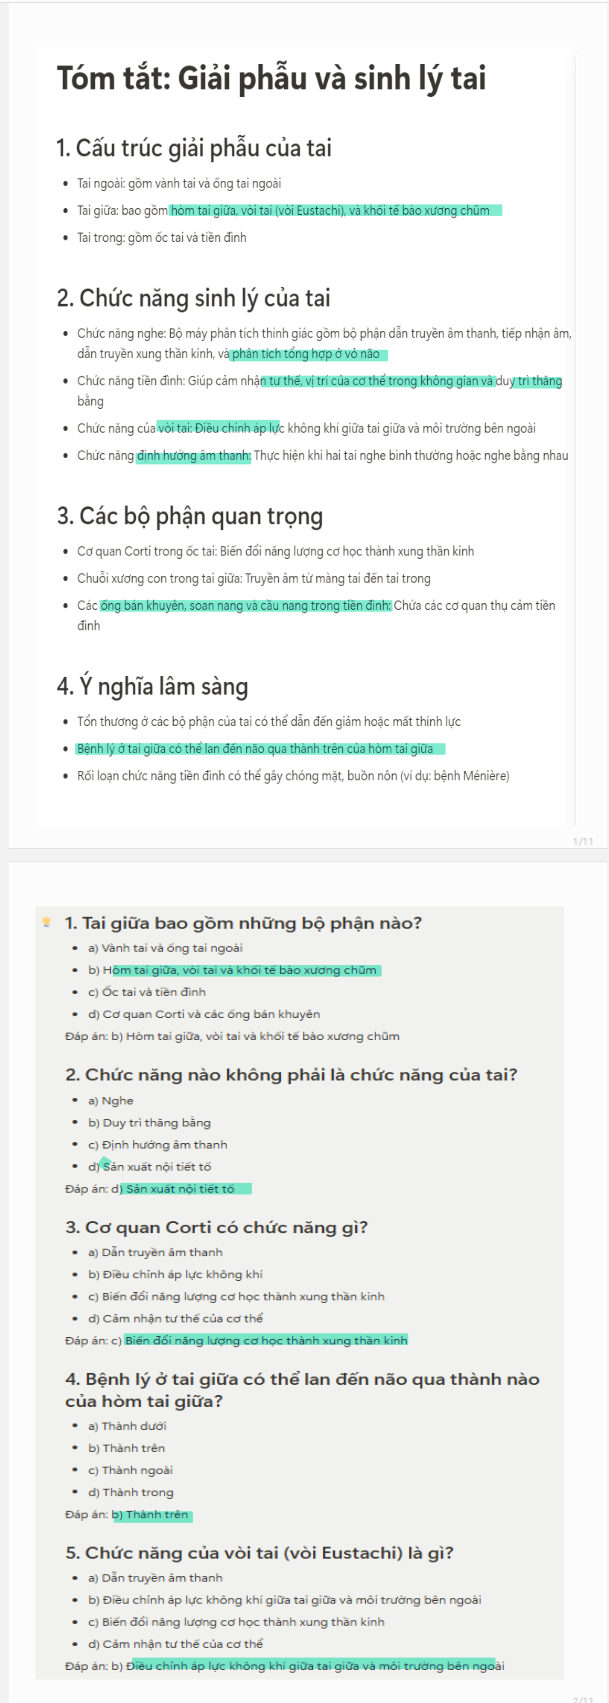 Tóm tắt: Giải phẫu và sinh lý tai
1. Cấu trúc giải phẫu của tai
• Tai ngoài: gồm vành tai và ống tai ngoài
• Tai giữa: bao gồm hòm tai giữa, vòi tai (vòi Eustachi), và khối tế bào xương chũm
• Tai trong: gồm ốc tai và tiền đình
2. Chức năng sinh lý của tai
• Chức năng nghe: Bộ máy phân tích thính giác gồm bộ phận dẫn truyền âm thanh, tiếp nhận âm,
dẫn truyền xung thần kinh, và phân tích tổng hợp ở vỏ não
• Chức năng tiền đình: Giúp cảm nhận tư thế, vị trí của cơ thể trong không gian và duy trì thăng
bằng
• Chức năng của vòi tai: Điều chỉnh áp lực không khí giữa tai giữa và môi trường bên ngoài
• Chức năng định hướng âm thanh: Thực hiện khi hai tai nghe bình thường hoặc nghe bằng nhau
3. Các bộ phận quan trọng
• Cơ quan Corti trong ốc tai: Biến đổi năng lượng cơ học thành xung thần kinh
• Chuỗi xương con trong tai giữa: Truyền âm từ màng tai đến tai trong
• Các ống bán khuyên, soan nang và cầu nang trong tiền đình: Chứa các cơ quan thụ cảm tiền
đình
4. Ý nghĩa lâm sàng
• Tổn thương ở các bộ phận của tai có thể dẫn đến giảm hoặc mất thính lực
• Bệnh lý ở tai giữa có thể lan đến não qua thành trên của hòm tai giữa
• Rối loạn chức năng tiền đình có thể gây chóng mặt, buồn nôn (ví dụ: bệnh Ménière)
1/11
1. Tai giữa bao gồm những bộ phận nào?
• a) Vành tai và ống tai ngoài
• b) Hòm tai giữa, vòi tai và khối tế bào xương chũm
• c) Ốc tai và tiền đình
• d) Cơ quan Corti và các ống bán khuyên
Đáp án: b) Hòm tai giữa, vòi tai và khối tế bào xương chũm
2. Chức năng nào không phải là chức năng của tai?
• a) Nghe
• b) Duy trì thăng bằng
• c) Định hướng âm thanh
• d) Sản xuất nội tiết tố
Đáp án: d) Sản xuất nội tiết tố
3. Cơ quan Corti có chức năng gì?
• a) Dẫn truyền âm thanh
• b) Điều chỉnh áp lực không khí
• c) Biến đổi năng lượng cơ học thành xung thần kinh
• d) Cảm nhận tư thế của cơ thể
Đáp án: c) Biến đổi năng lượng cơ học thành xung thần kinh
4. Bệnh lý ở tai giữa có thể lan đến não qua thành nào
của hòm tai giữa?
• a) Thành dưới
• b) Thành trên
• c) Thành ngoài
• d) Thành trong
Đáp án: b) Thành trên
5. Chức năng của vòi tai (vòi Eustachi) là gì?
• a) Dẫn truyền âm thanh
• b) Điều chỉnh áp lực không khí giữa tai giữa và môi trường bên ngoài
• c) Biến đổi năng lượng cơ học thành xung thần kinh
• d) Cảm nhận tư thế của cơ thể
Đáp án: b) Điều chỉnh áp lực không khí giữa tai giữa và môi trường bên ngoài
2/11